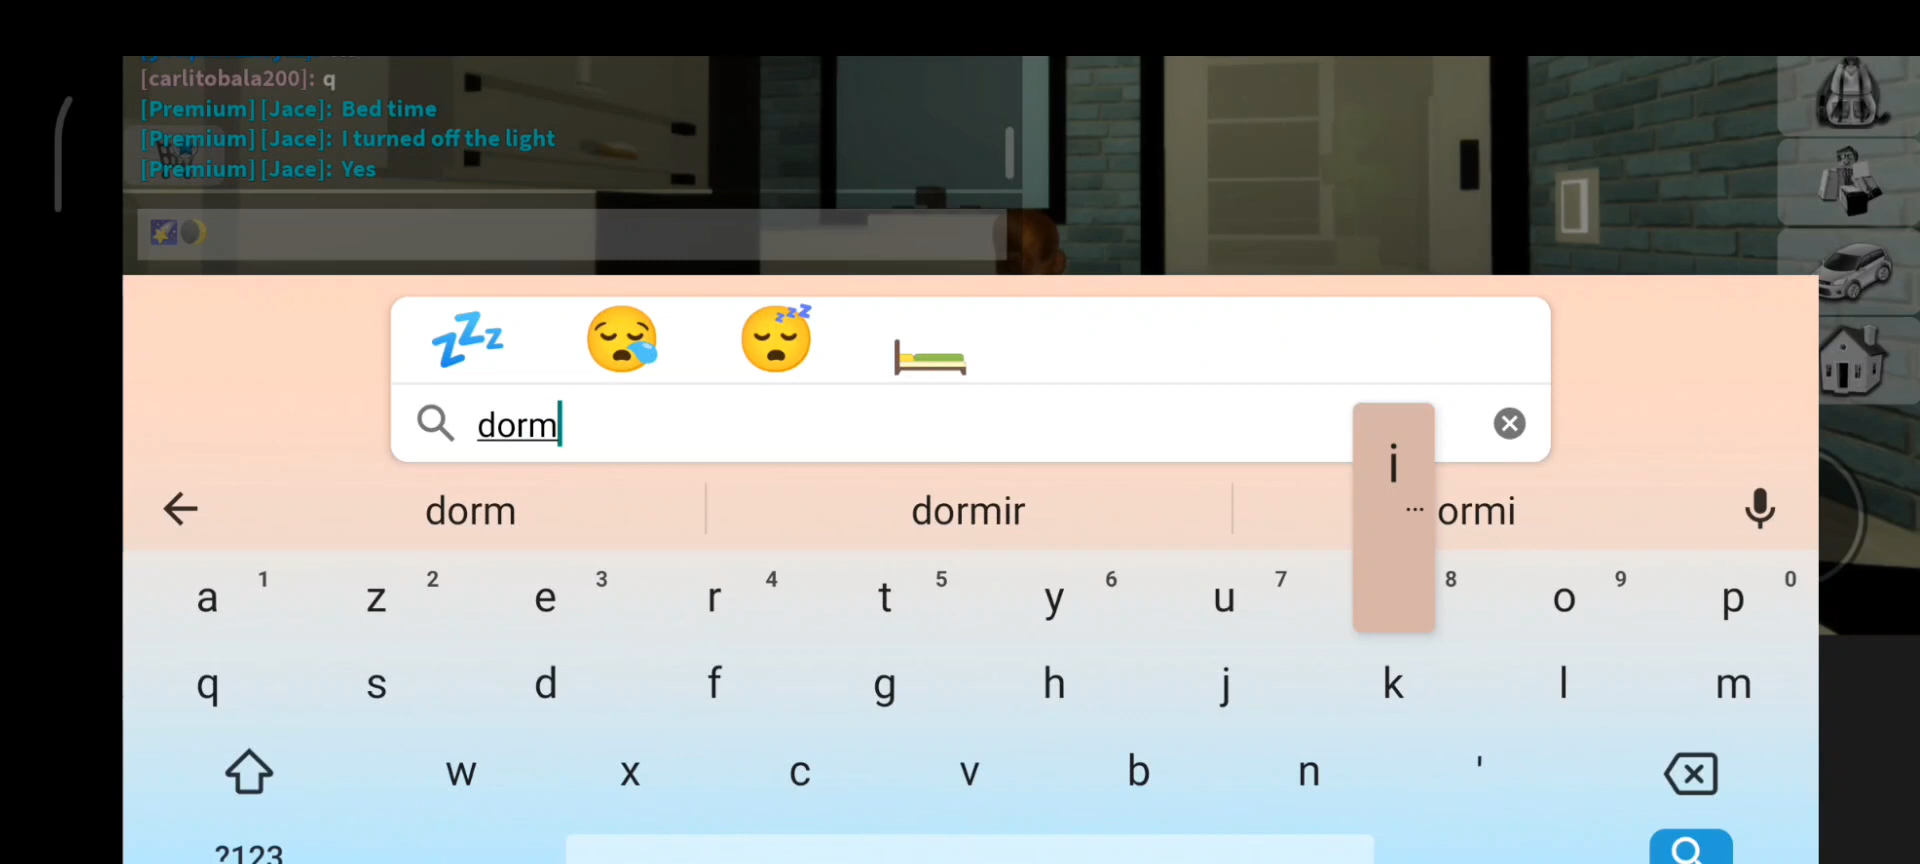 [carlitobala200]: q
[Premium] [Jace]: Bed time
[Premium] [Jace]: I turned off the light
[Premium] [Jace]: Yes
dorm
dorm dormir ormi
i
...
1 2 3 4 5 6 7 8 9 0
a z e r t y u o p
q s d f g h j k l m
w x c v b n '
?123